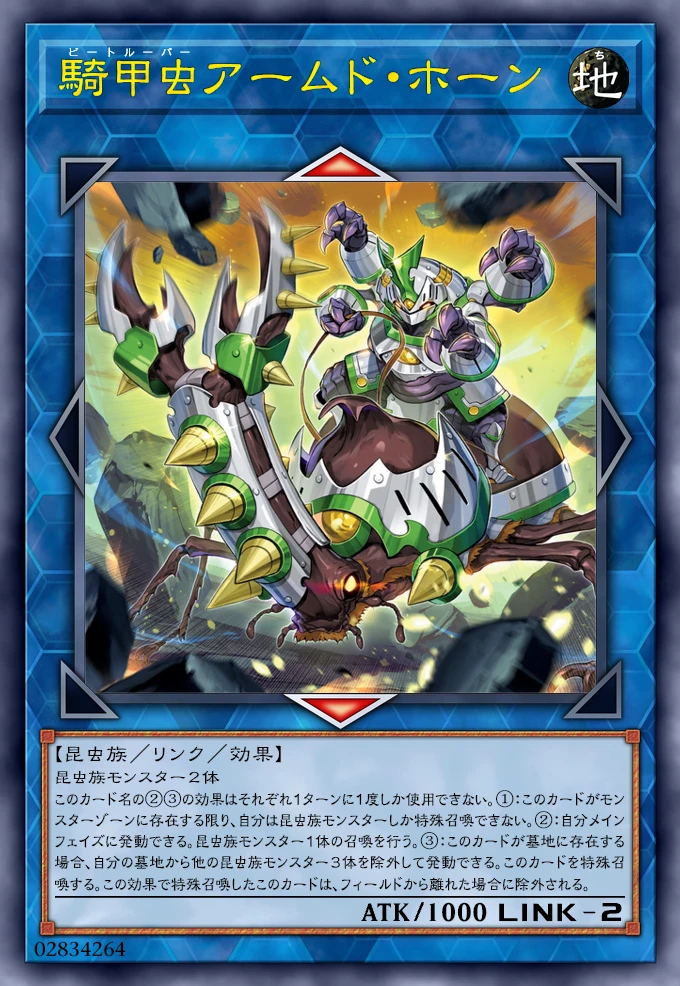 ビートルーパー
騎甲虫アームド・ホーン
ち
地
【昆虫族／リンク／効果】
昆虫族モンスター２体
このカード名の②③の効果はそれぞれ1ターンに1度しか使用できない。①：このカードがモン
スターゾーンに存在する限り、自分は昆虫族モンスターしか特殊召喚できない。②：自分メイン
フェイズに発動できる。昆虫族モンスター1体の召喚を行う。③：このカードが墓地に存在する
場合、自分の墓地から他の昆虫族モンスター３体を除外して発動できる。このカードを特殊召
喚する。この効果で特殊召喚したこのカードは、フィールドから離れた場合に除外される。
ATK/1000 LINK-2
02834264